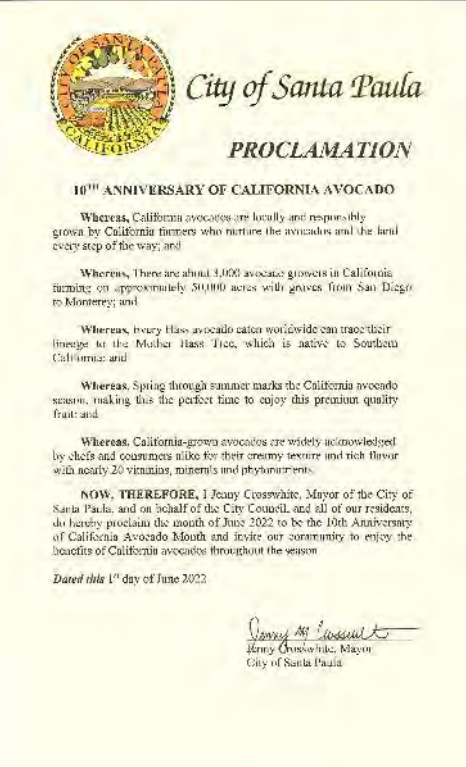 CITY OF SANTA PAULA
CALIFORNIA
City of Santa Paula
PROCLAMATION
10TH ANNIVERSARY OF CALIFORNIA AVOCADO
Whereas, California avocados are locally and responsibly
grown by California farmers who nurture the avocados and the land
every step of the way; and
Whereas, There are about 3,000 avocado growers in California
farming on approximately 50,000 acres with groves from San Diego
to Monterey; and
Whereas, Every Hass avocado eaten worldwide can trace their
lineage to the Mother Hass Tree, which is native to Southern
California; and
Whereas, Spring through summer marks the California avocado
season, making this the perfect time to enjoy this premium quality
fruit; and
Whereas, California-grown avocados are widely acknowledged
by chefs and consumers alike for their creamy texture and rich flavor
with nearly 20 vitamins, minerals and phytonutrients.
NOW, THEREFORE, I Jenny Crosswhite, Mayor of the City of
Santa Paula, and on behalf of the City Council, and all of our residents,
do hereby proclaim the month of June 2022 to be the 10th Anniversary
of California Avocado Month and invite our community to enjoy the
benefits of California avocados throughout the season
Dated this 1st day of June 2022
Jenny Crosswhite, Mayor
City of Santa Paula